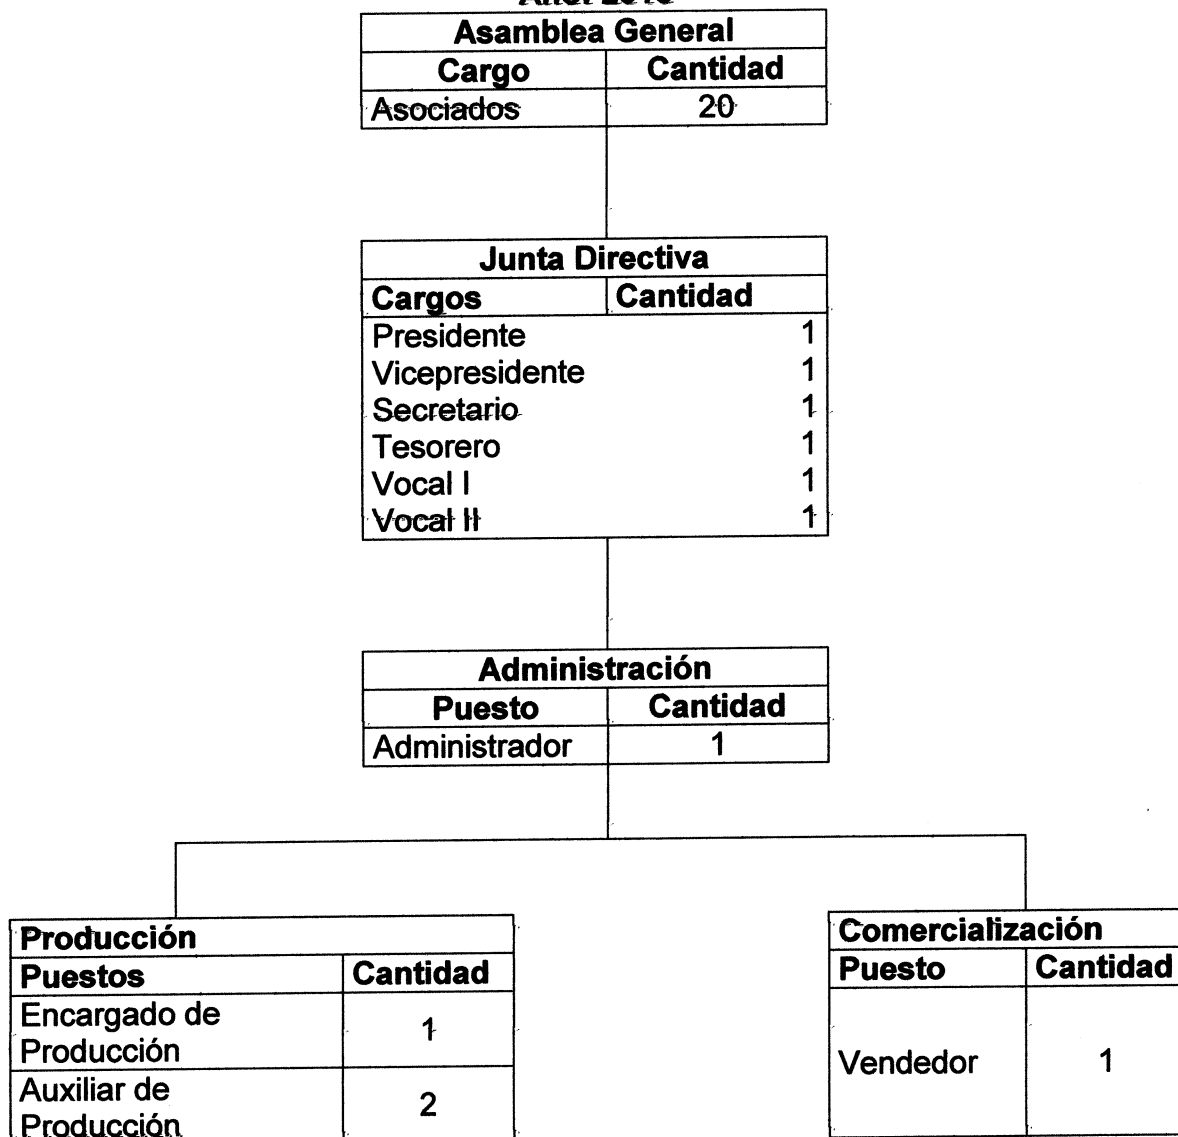 Asamblea General
Cargo Cantidad
Asociados 20
Junta Directiva
Cargos Cantidad
Presidente 1
Vicepresidente 1
Secretario 1
Tesorero 1
Vocal I 1
Vocal II 1
Administración
Puesto Cantidad
Administrador 1
Producción
Puestos Cantidad
Encargado de
Producción
1
Auxiliar de
Producción
2
Comercialización
Puesto Cantidad
Vendedor 1